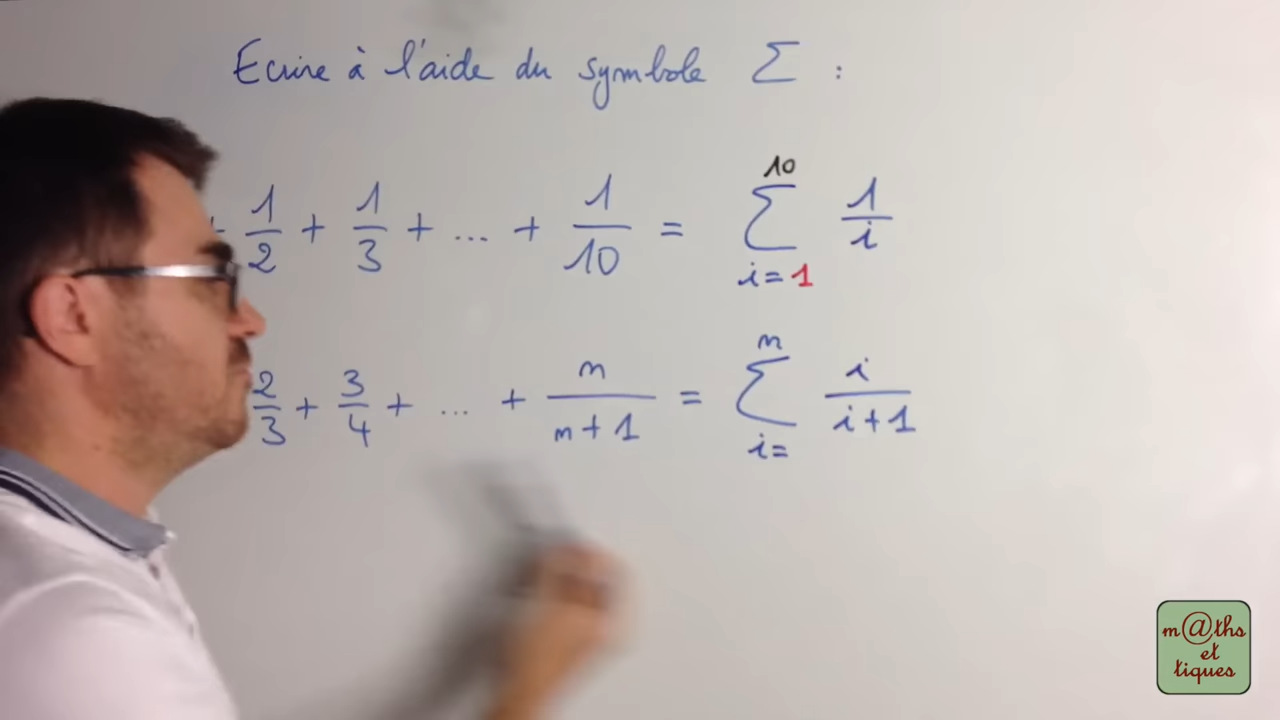 Ecrire à l'aide du symbole Σ :
+ 1/2 + 1/3 + ... + 1/10 = Σ_{i=1}^{10} 1/i
2/3 + 3/4 + ... + n/(n+1) = Σ_{i=}^{n} i/(i+1)
m@ths
et
tiques